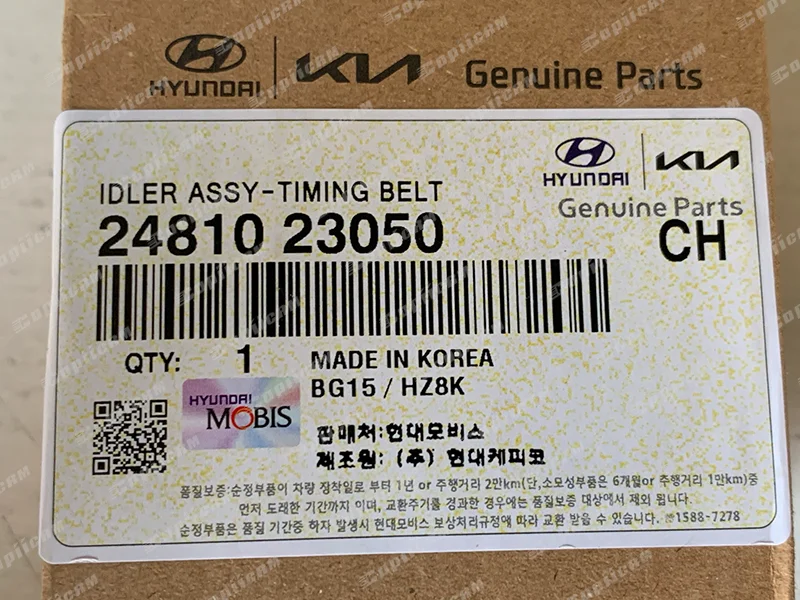 HYUNDAI KIA Genuine Parts
HYUNDAI KIA
Genuine Parts
IDLER ASSY-TIMING BELT
24810 23050 CH
QTY: 1 MADE IN KOREA
BG15 / HZ8K
HYUNDAI
MOBIS
판매처:현대모비스
제조원: (주) 현대케피코
품질보증:순정부품이 차량 장착일로 부터 1년 or 주행거리 2만km(단,소모성부품은 6개월or 주행거리 1만km)중
먼저 도래한 기간까지 이며, 교환주기를 경과한 경우에는 품질보증 대상에서 제외 됩니다.
순정부품은 품질 기간중 하자 발생시 현대모비스 보상처리규정에 따라 교환 받을 수 있습니다. ☏1588-7278
CopiiCAM